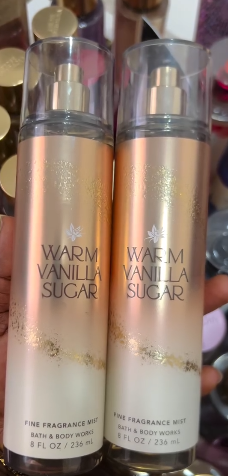 WARM
VANILLA
SUGAR
FINE FRAGRANCE MIST
BATH & BODY WORKS
8 FL OZ / 236 mL
WARM
VANILLA
SUGAR
FINE FRAGRANCE MIST
BATH & BODY WORKS
8 FL OZ / 236 mL